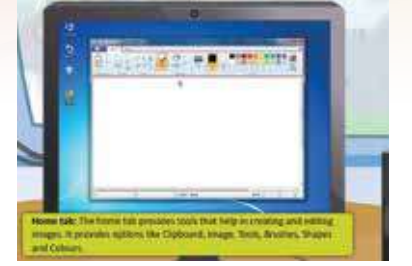 Home tab: The home tab provides tools that help in creating and editing
images. It provides options like Clipboard, Image, Tools, Brushes, Shapes
and Colours.